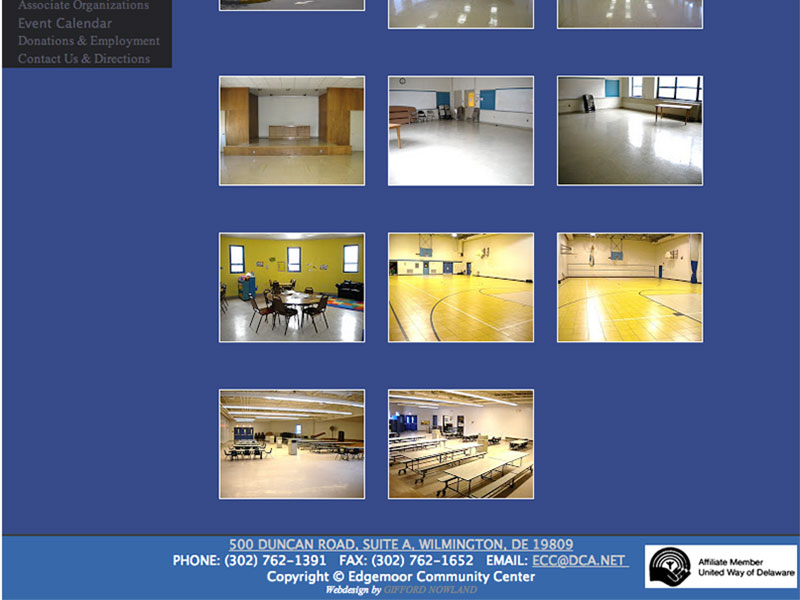 Associate Organizations
Event Calendar
Donations & Employment
Contact Us & Directions
500 DUNCAN ROAD, SUITE A, WILMINGTON, DE 19809
PHONE: (302) 762-1391 FAX: (302) 762-1652 EMAIL: ECC@DCA.NET
Copyright © Edgemoor Community Center
Webdesign by GIFFORD NOWLAND
Affiliate Member
United Way of Delaware